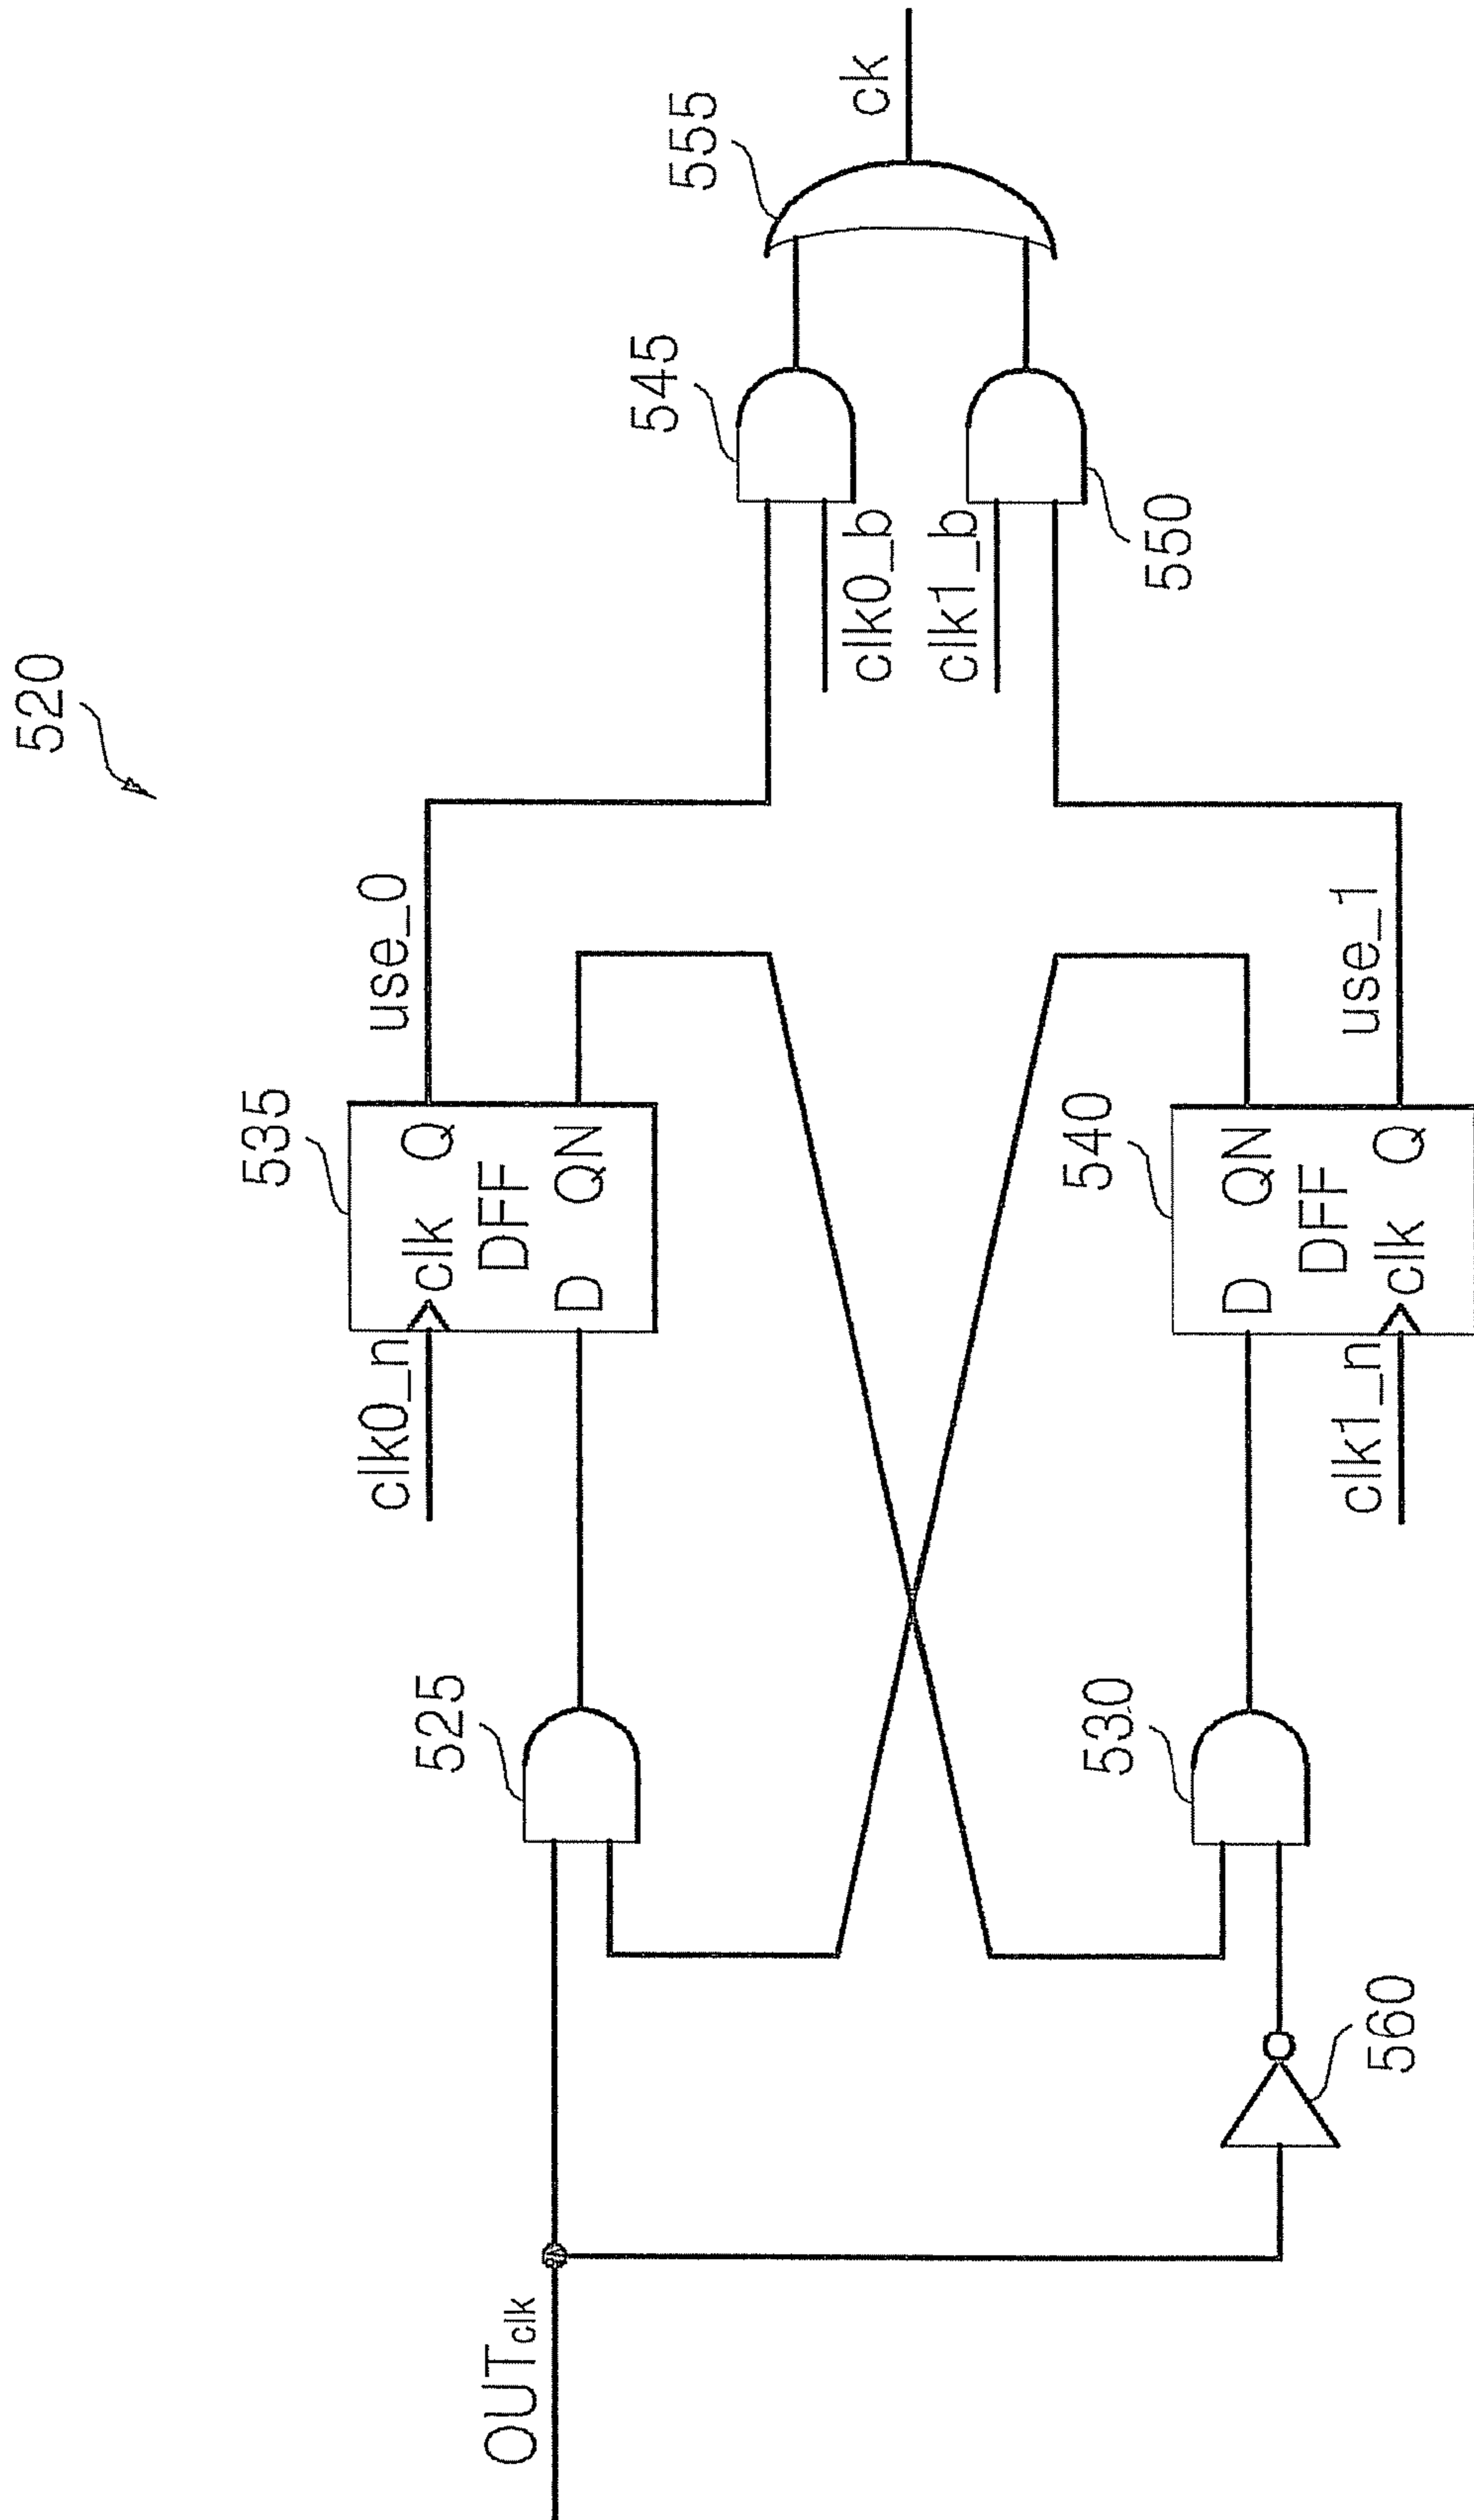 520
535
clk0_n
clk
Q
use_0
DFF
D
QN
525
OUTclk
545
clk0_b
555
ck
clk1_b
550
530
540
D
QN
DFF
clk1_n
clk
Q
use_1
560